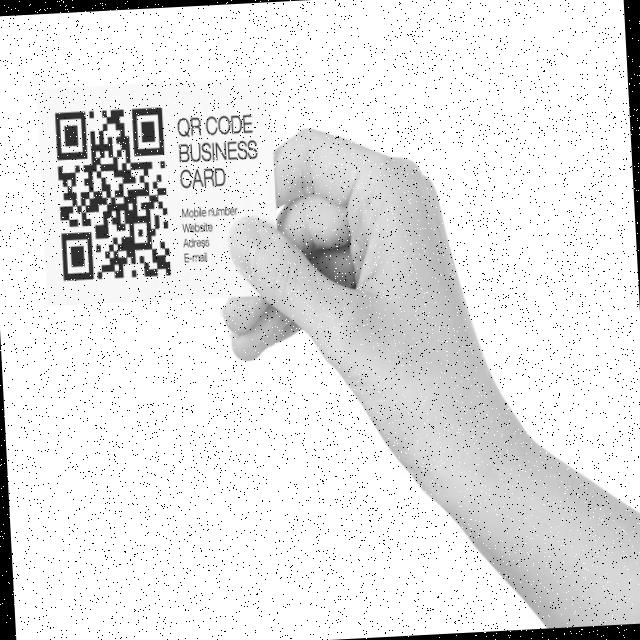 QR CODE
BUSINESS
CARD
Mobile number
Website
Adress
E-mail